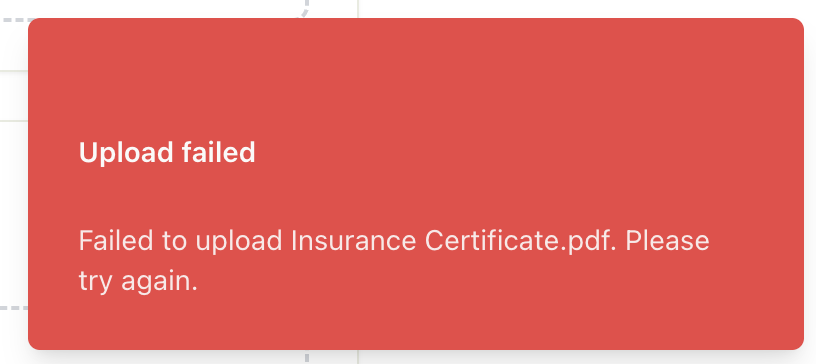 Upload failed
Failed to upload Insurance Certificate.pdf. Please
try again.